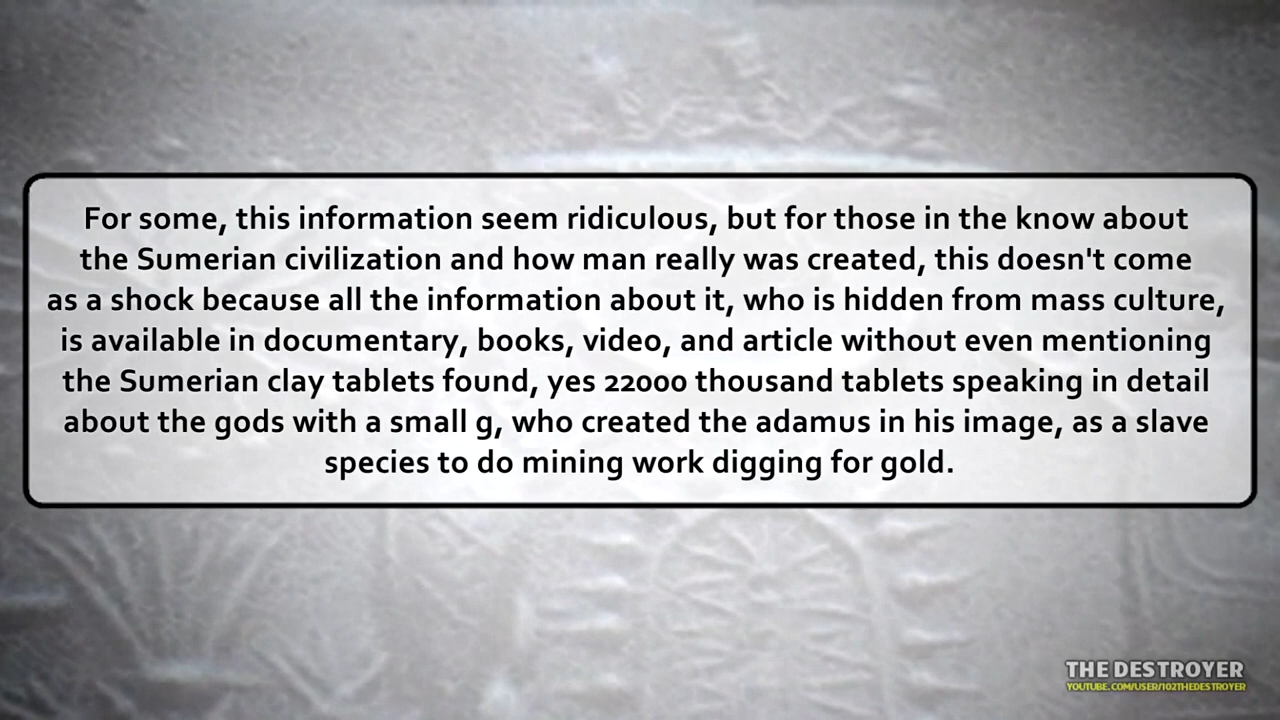 For some, this information seem ridiculous, but for those in the know about
the Sumerian civilization and how man really was created, this doesn't come
as a shock because all the information about it, who is hidden from mass culture,
is available in documentary, books, video, and article without even mentioning
the Sumerian clay tablets found, yes 22000 thousand tablets speaking in detail
about the gods with a small g, who created the adamus in his image, as a slave
species to do mining work digging for gold.
THE DESTROYER
YOUTUBE.COM/USER/102THEDESTROYER